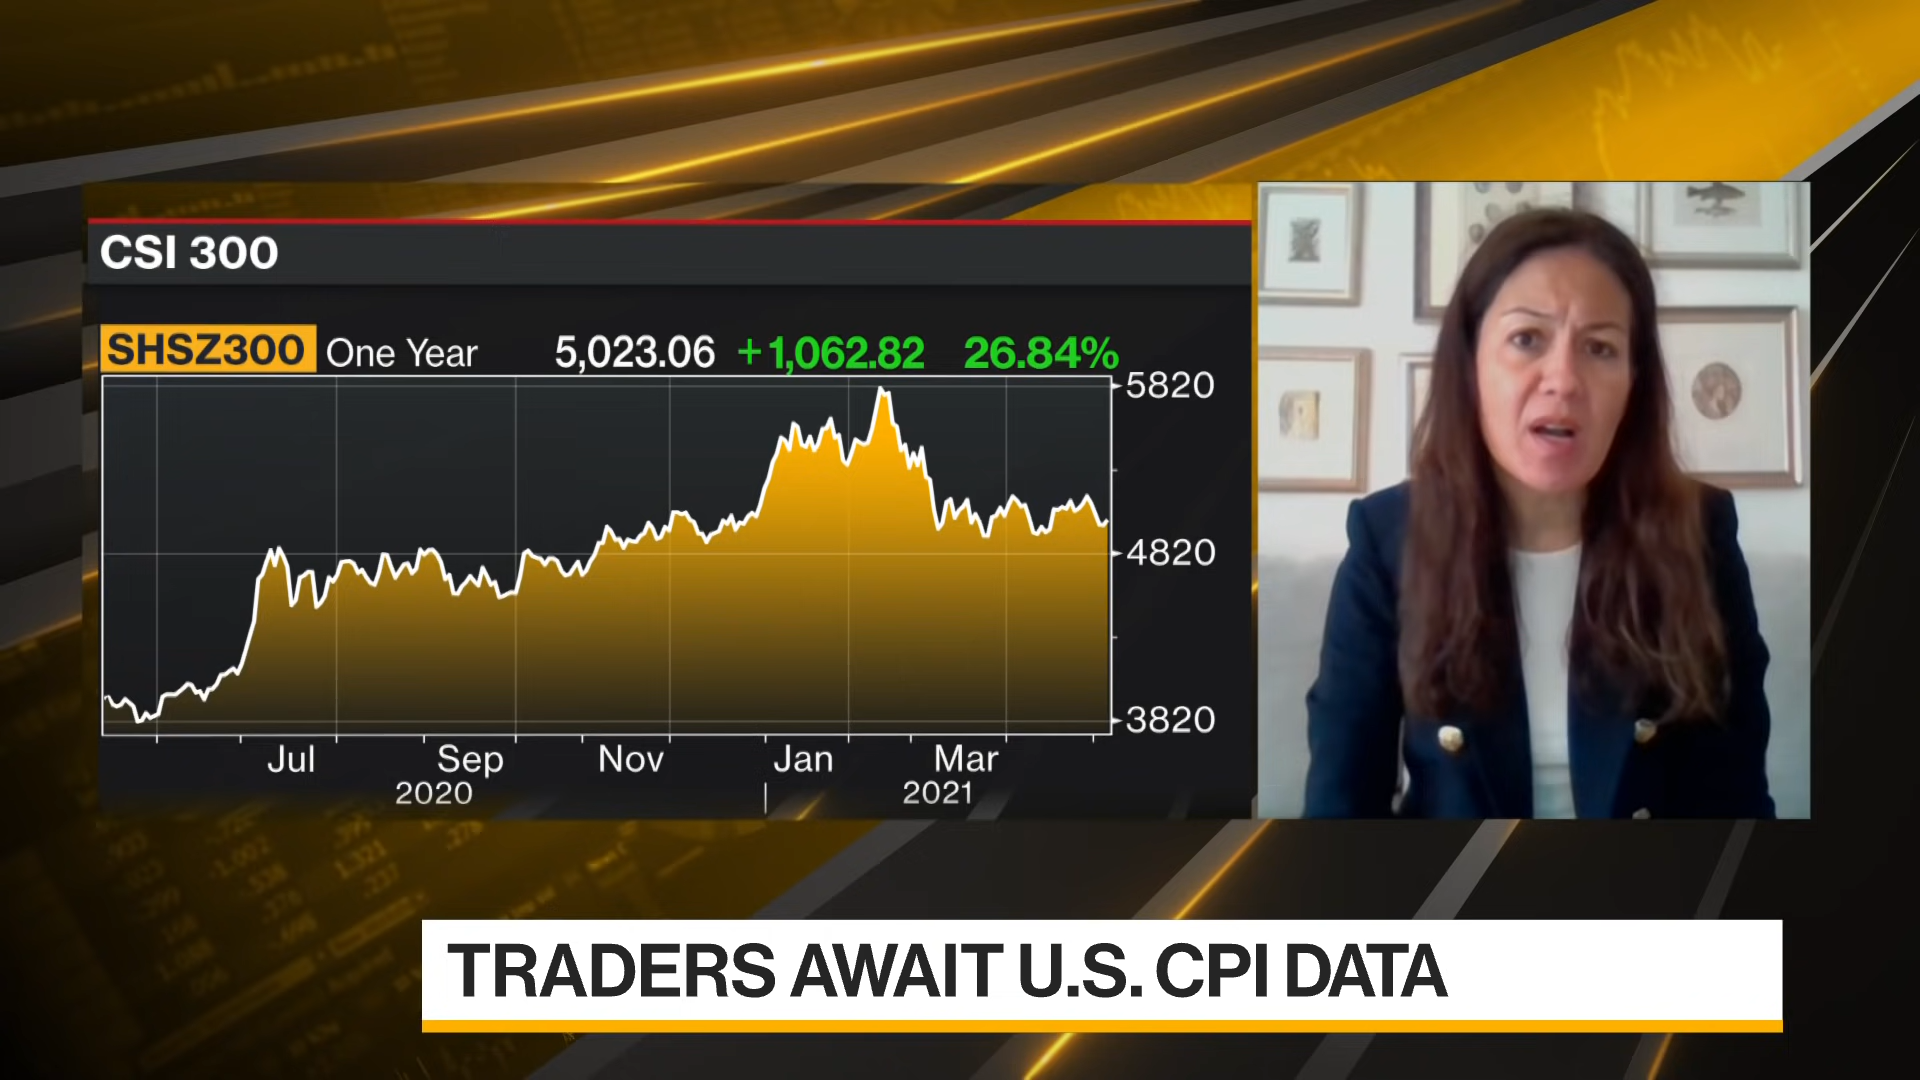 CSI 300
SHSZ300 One Year 5,023.06 +1,062.82 26.84%
5820
4820
3820
Jul Sep Nov Jan Mar
2020 2021
TRADERS AWAIT U.S. CPI DATA